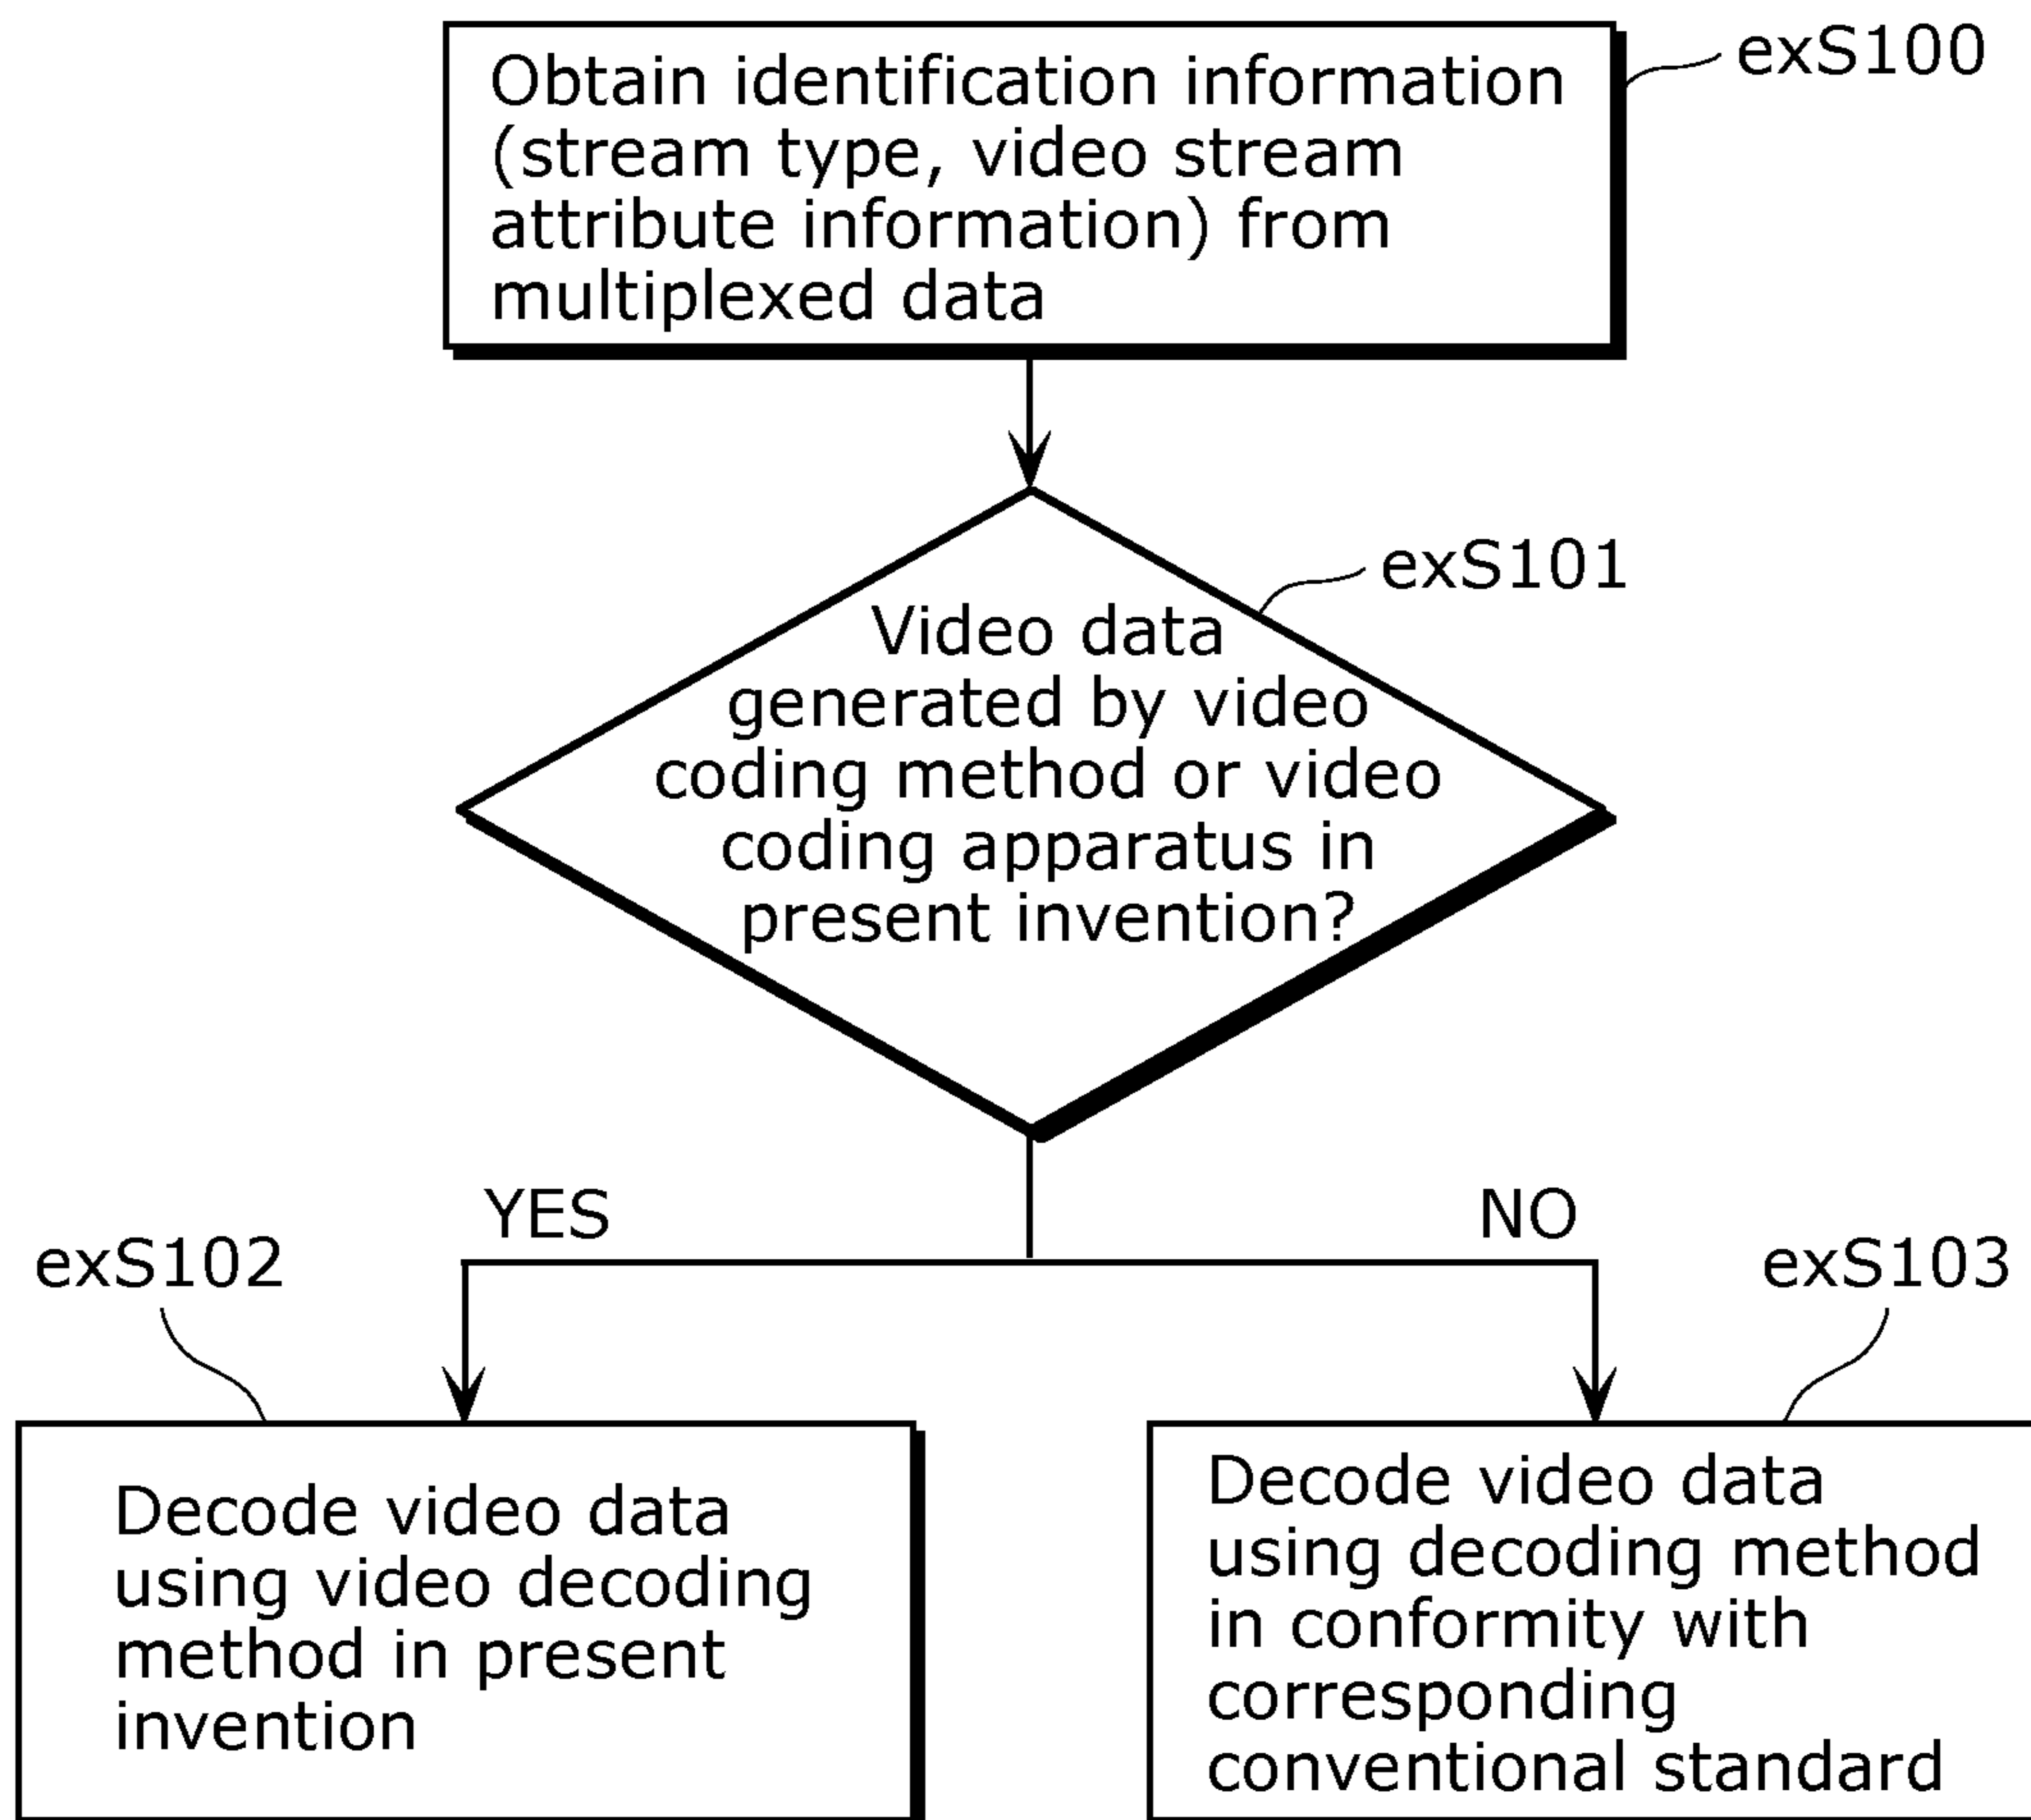 exS100
Obtain identification information
(stream type, video stream
attribute information) from
multiplexed data
exS101
Video data
generated by video
coding method or video
coding apparatus in
present invention?
YES
NO
exS102
exS103
Decode video data
using video decoding
method in present
invention
Decode video data
using decoding method
in conformity with
corresponding
conventional standard